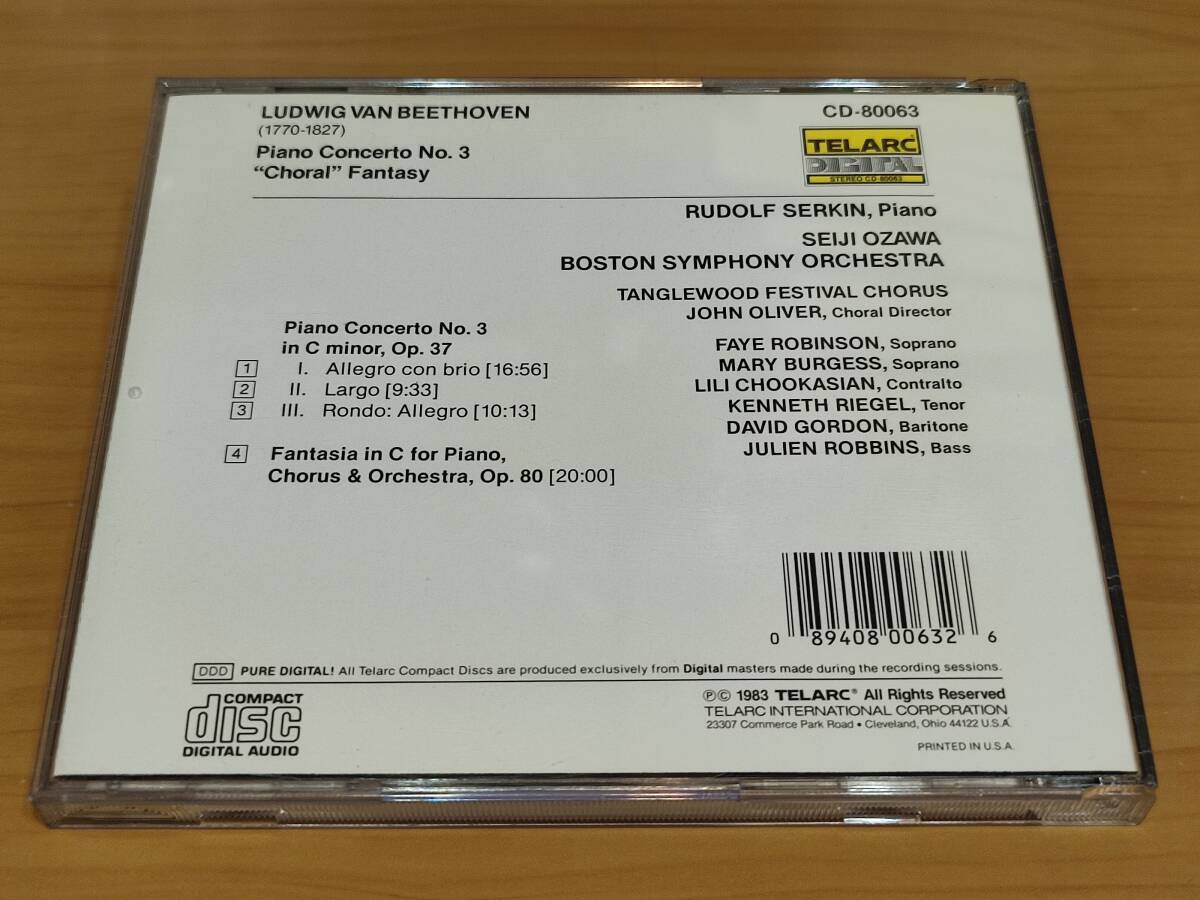 LUDWIG VAN BEETHOVEN
(1770-1827)
Piano Concerto No. 3
“Choral” Fantasy
CD-80063
TELARC
DIGITAL
STEREO CD-80063
RUDOLF SERKIN, Piano
SEIJI OZAWA
BOSTON SYMPHONY ORCHESTRA
TANGLEWOOD FESTIVAL CHORUS
JOHN OLIVER, Choral Director
FAYE ROBINSON, Soprano
MARY BURGESS, Soprano
LILI CHOOKASIAN, Contralto
KENNETH RIEGEL, Tenor
DAVID GORDON, Baritone
JULIEN ROBBINS, Bass
Piano Concerto No. 3
in C minor, Op. 37
1 I. Allegro con brio [16:56]
2 II. Largo [9:33]
3 III. Rondo: Allegro [10:13]
4 Fantasia in C for Piano,
Chorus & Orchestra, Op. 80 [20:00]
0 89408 00632 6
DDD PURE DIGITAL! All Telarc Compact Discs are produced exclusively from Digital masters made during the recording sessions.
COMPACT
disc
DIGITAL AUDIO
℗© 1983 TELARC® All Rights Reserved
TELARC INTERNATIONAL CORPORATION
23307 Commerce Park Road • Cleveland, Ohio 44122 U.S.A.
PRINTED IN U.S.A.